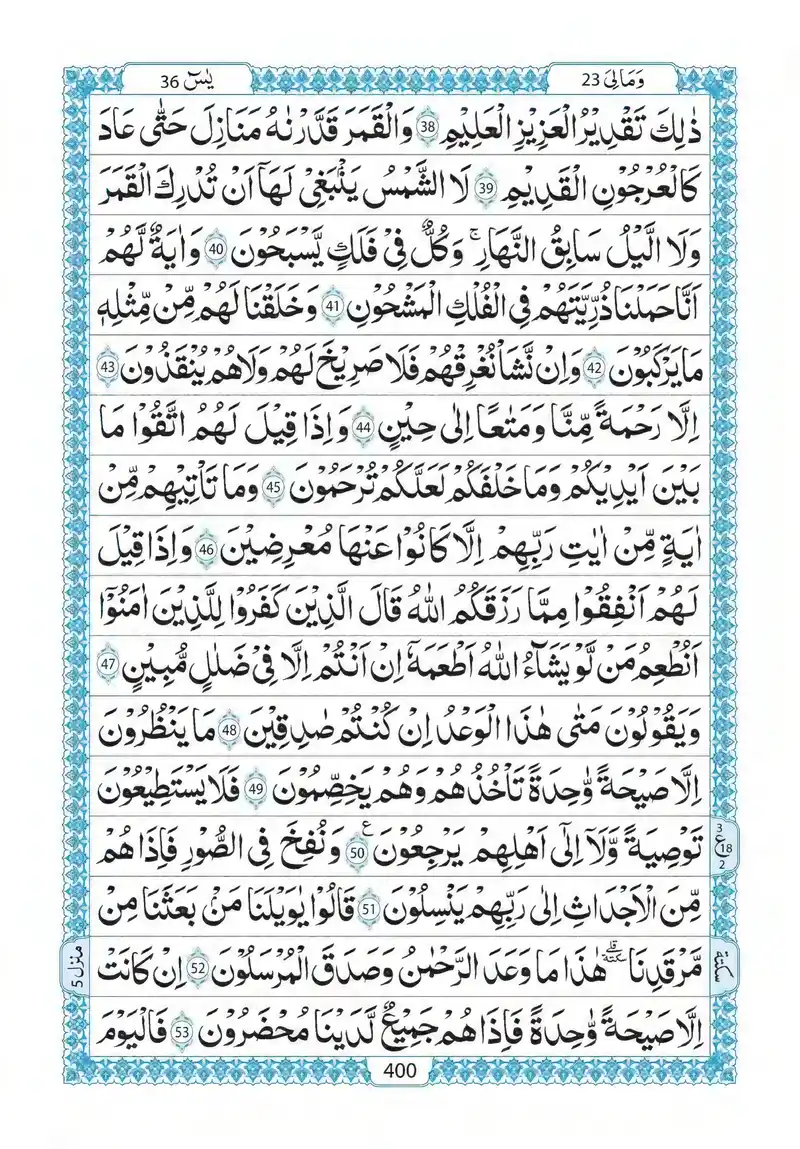 وَمَالِیَ 23
یٰسٓ 36
ذٰلِكَ تَقْدِیْرُ الْعَزِیْزِ الْعَلِیْمِ 38 وَالْقَمَرَ قَدَّرْنٰهُ مَنَازِلَ حَتّٰی عَادَ
كَالْعُرْجُوْنِ الْقَدِیْمِ 39 لَا الشَّمْسُ یَنْۢبَغِیْ لَهَاۤ اَنْ تُدْرِكَ الْقَمَرَ
وَلَا الَّیْلُ سَابِقُ النَّهَارِ ۚ وَكُلٌّ فِیْ فَلَكٍ یَّسْبَحُوْنَ 40 وَاٰیَةٌ لَّهُمْ
اَنَّا حَمَلْنَا ذُرِّیَّتَهُمْ فِی الْفُلْكِ الْمَشْحُوْنِ 41 وَخَلَقْنَا لَهُمْ مِّنْ مِّثْلِهٖ
مَا یَرْكَبُوْنَ 42 وَاِنْ نَّشَاْ نُغْرِقْهُمْ فَلَا صَرِیْخَ لَهُمْ وَلَا هُمْ یُنْقَذُوْنَ 43
اِلَّا رَحْمَةً مِّنَّا وَمَتٰعًا اِلٰی حِیْنٍ 44 وَاِذَا قِیْلَ لَهُمُ اتَّقُوْا مَا
بَیْنَ اَیْدِیْكُمْ وَمَا خَلْفَكُمْ لَعَلَّكُمْ تُرْحَمُوْنَ 45 وَمَا تَاْتِیْهِمْ مِّنْ
اٰیَةٍ مِّنْ اٰیٰتِ رَبِّهِمْ اِلَّا كَانُوْا عَنْهَا مُعْرِضِیْنَ 46 وَاِذَا قِیْلَ
لَهُمْ اَنْفِقُوْا مِمَّا رَزَقَكُمُ اللّٰهُ قَالَ الَّذِیْنَ كَفَرُوْا لِلَّذِیْنَ اٰمَنُوْۤا
اَنُطْعِمُ مَنْ لَّوْ یَشَآءُ اللّٰهُ اَطْعَمَهٗۤ اِنْ اَنْتُمْ اِلَّا فِیْ ضَلٰلٍ مُّبِیْنٍ 47
وَیَقُوْلُوْنَ مَتٰی هٰذَا الْوَعْدُ اِنْ كُنْتُمْ صٰدِقِیْنَ 48 مَا یَنْظُرُوْنَ
اِلَّا صَیْحَةً وَّاحِدَةً تَاْخُذُهُمْ وَهُمْ یَخِصِّمُوْنَ 49 فَلَا یَسْتَطِیْعُوْنَ
تَوْصِیَةً وَّلَاۤ اِلٰۤی اَهْلِهِمْ یَرْجِعُوْنَ 50 ع وَنُفِخَ فِی الصُّوْرِ فَاِذَا هُمْ
3 ع 18 2
مِّنَ الْاَجْدَاثِ اِلٰی رَبِّهِمْ یَنْسِلُوْنَ 51 قَالُوْا یٰوَیْلَنَا مَنْۢ بَعَثَنَا مِنْ
مَّرْقَدِنَا ۘ هٰذَا مَا وَعَدَ الرَّحْمٰنُ وَصَدَقَ الْمُرْسَلُوْنَ 52 اِنْ كَانَتْ
سكتة
منزل 5
اِلَّا صَیْحَةً وَّاحِدَةً فَاِذَا هُمْ جَمِیْعٌ لَّدَیْنَا مُحْضَرُوْنَ 53 فَالْیَوْمَ
400